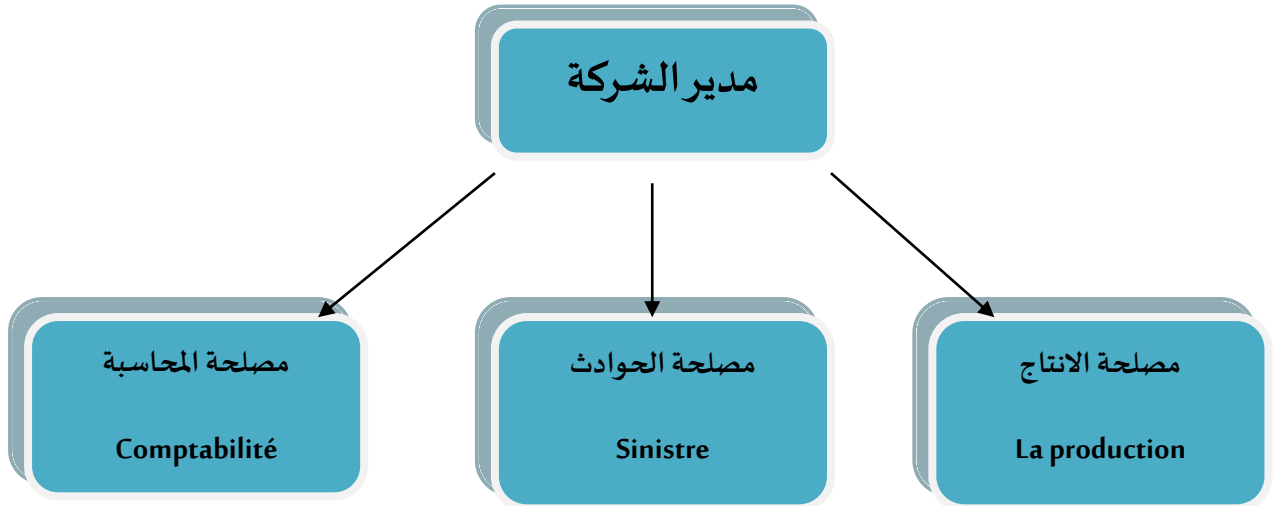 مدير الشركة
مصلحة الانتاج
La production
مصلحة الحوادث
Sinistre
مصلحة المحاسبة
Comptabilité